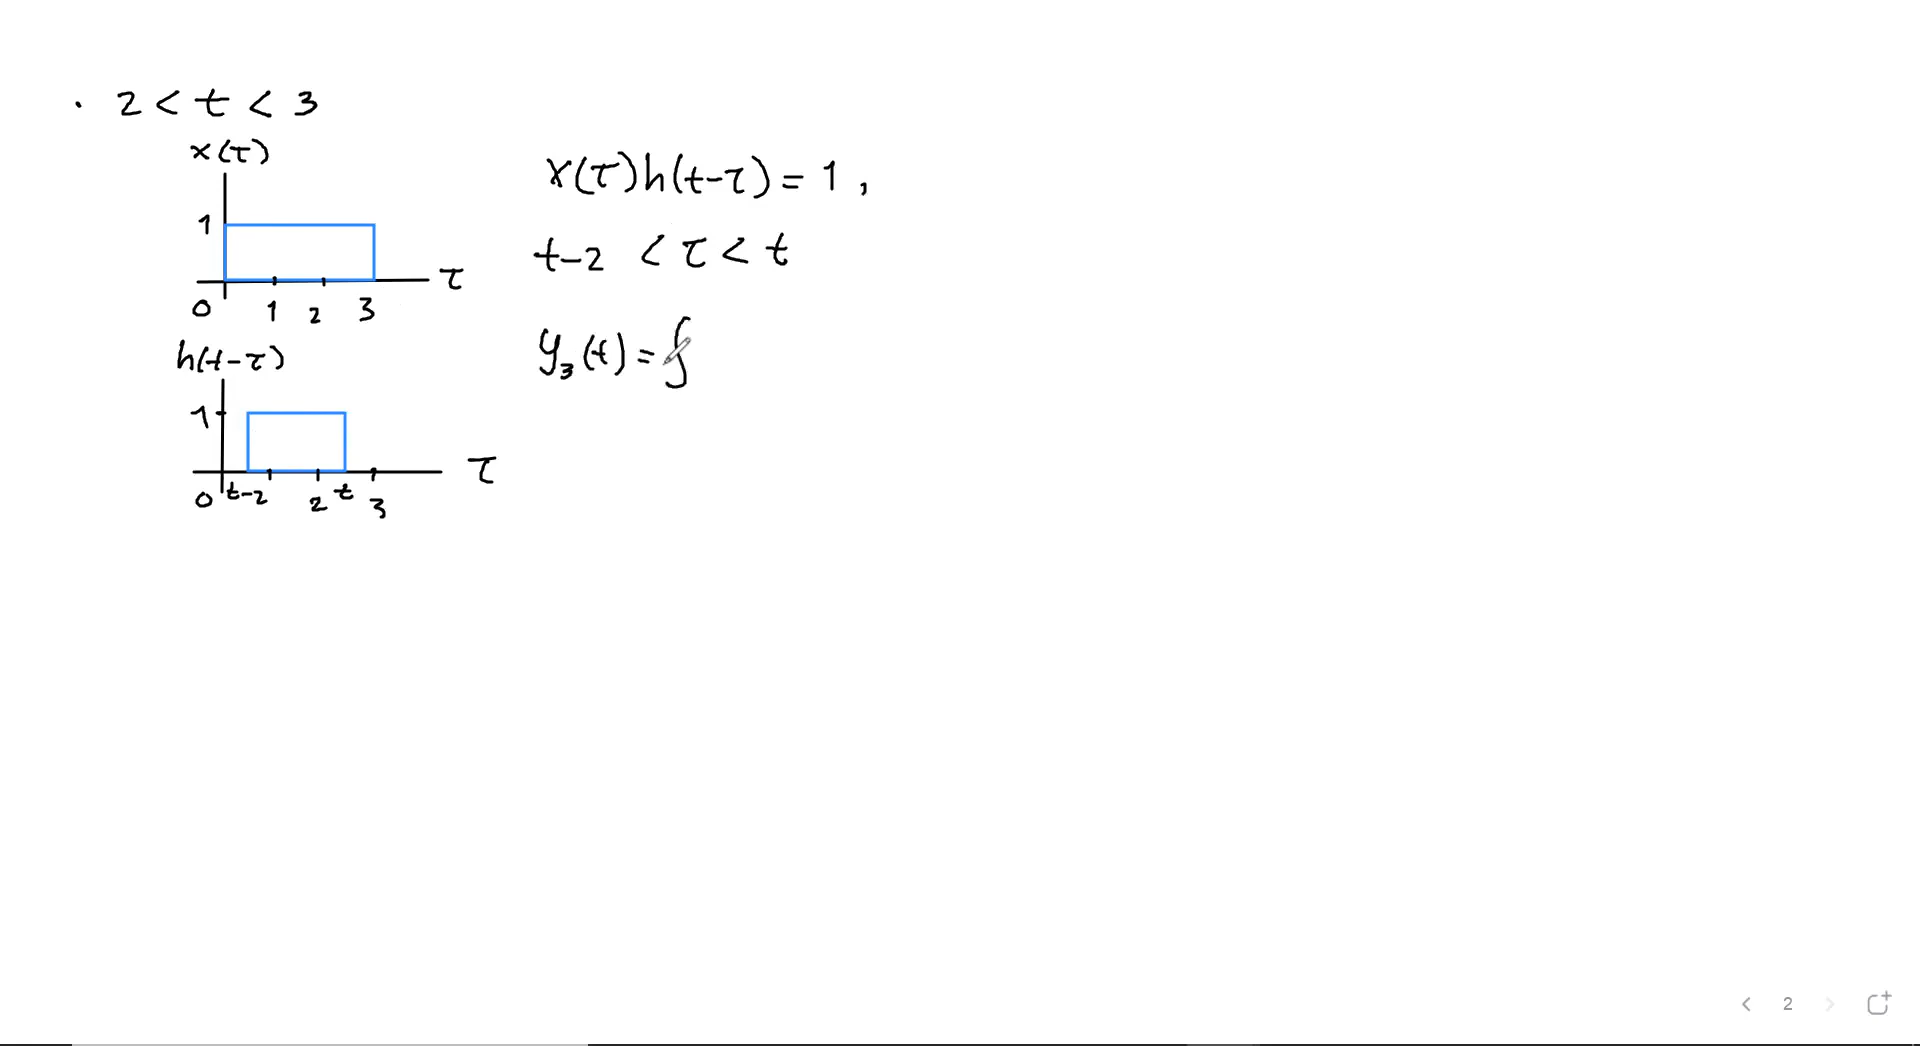 · 2 < t < 3
x(τ)
1
τ
0 1 2 3
h(t-τ)
1
τ
0 t-2 2 t 3
x(τ)h(t-τ) = 1 ,
t-2 < τ < t
y₃(t) = ∫
2